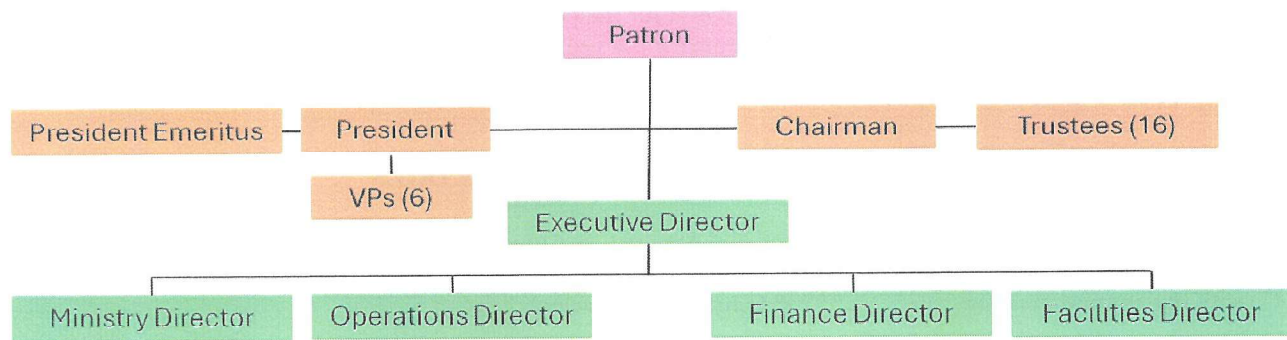 Patron
President Emeritus
President
Chairman
Trustees (16)
VPs (6)
Executive Director
Ministry Director
Operations Director
Finance Director
Facilities Director